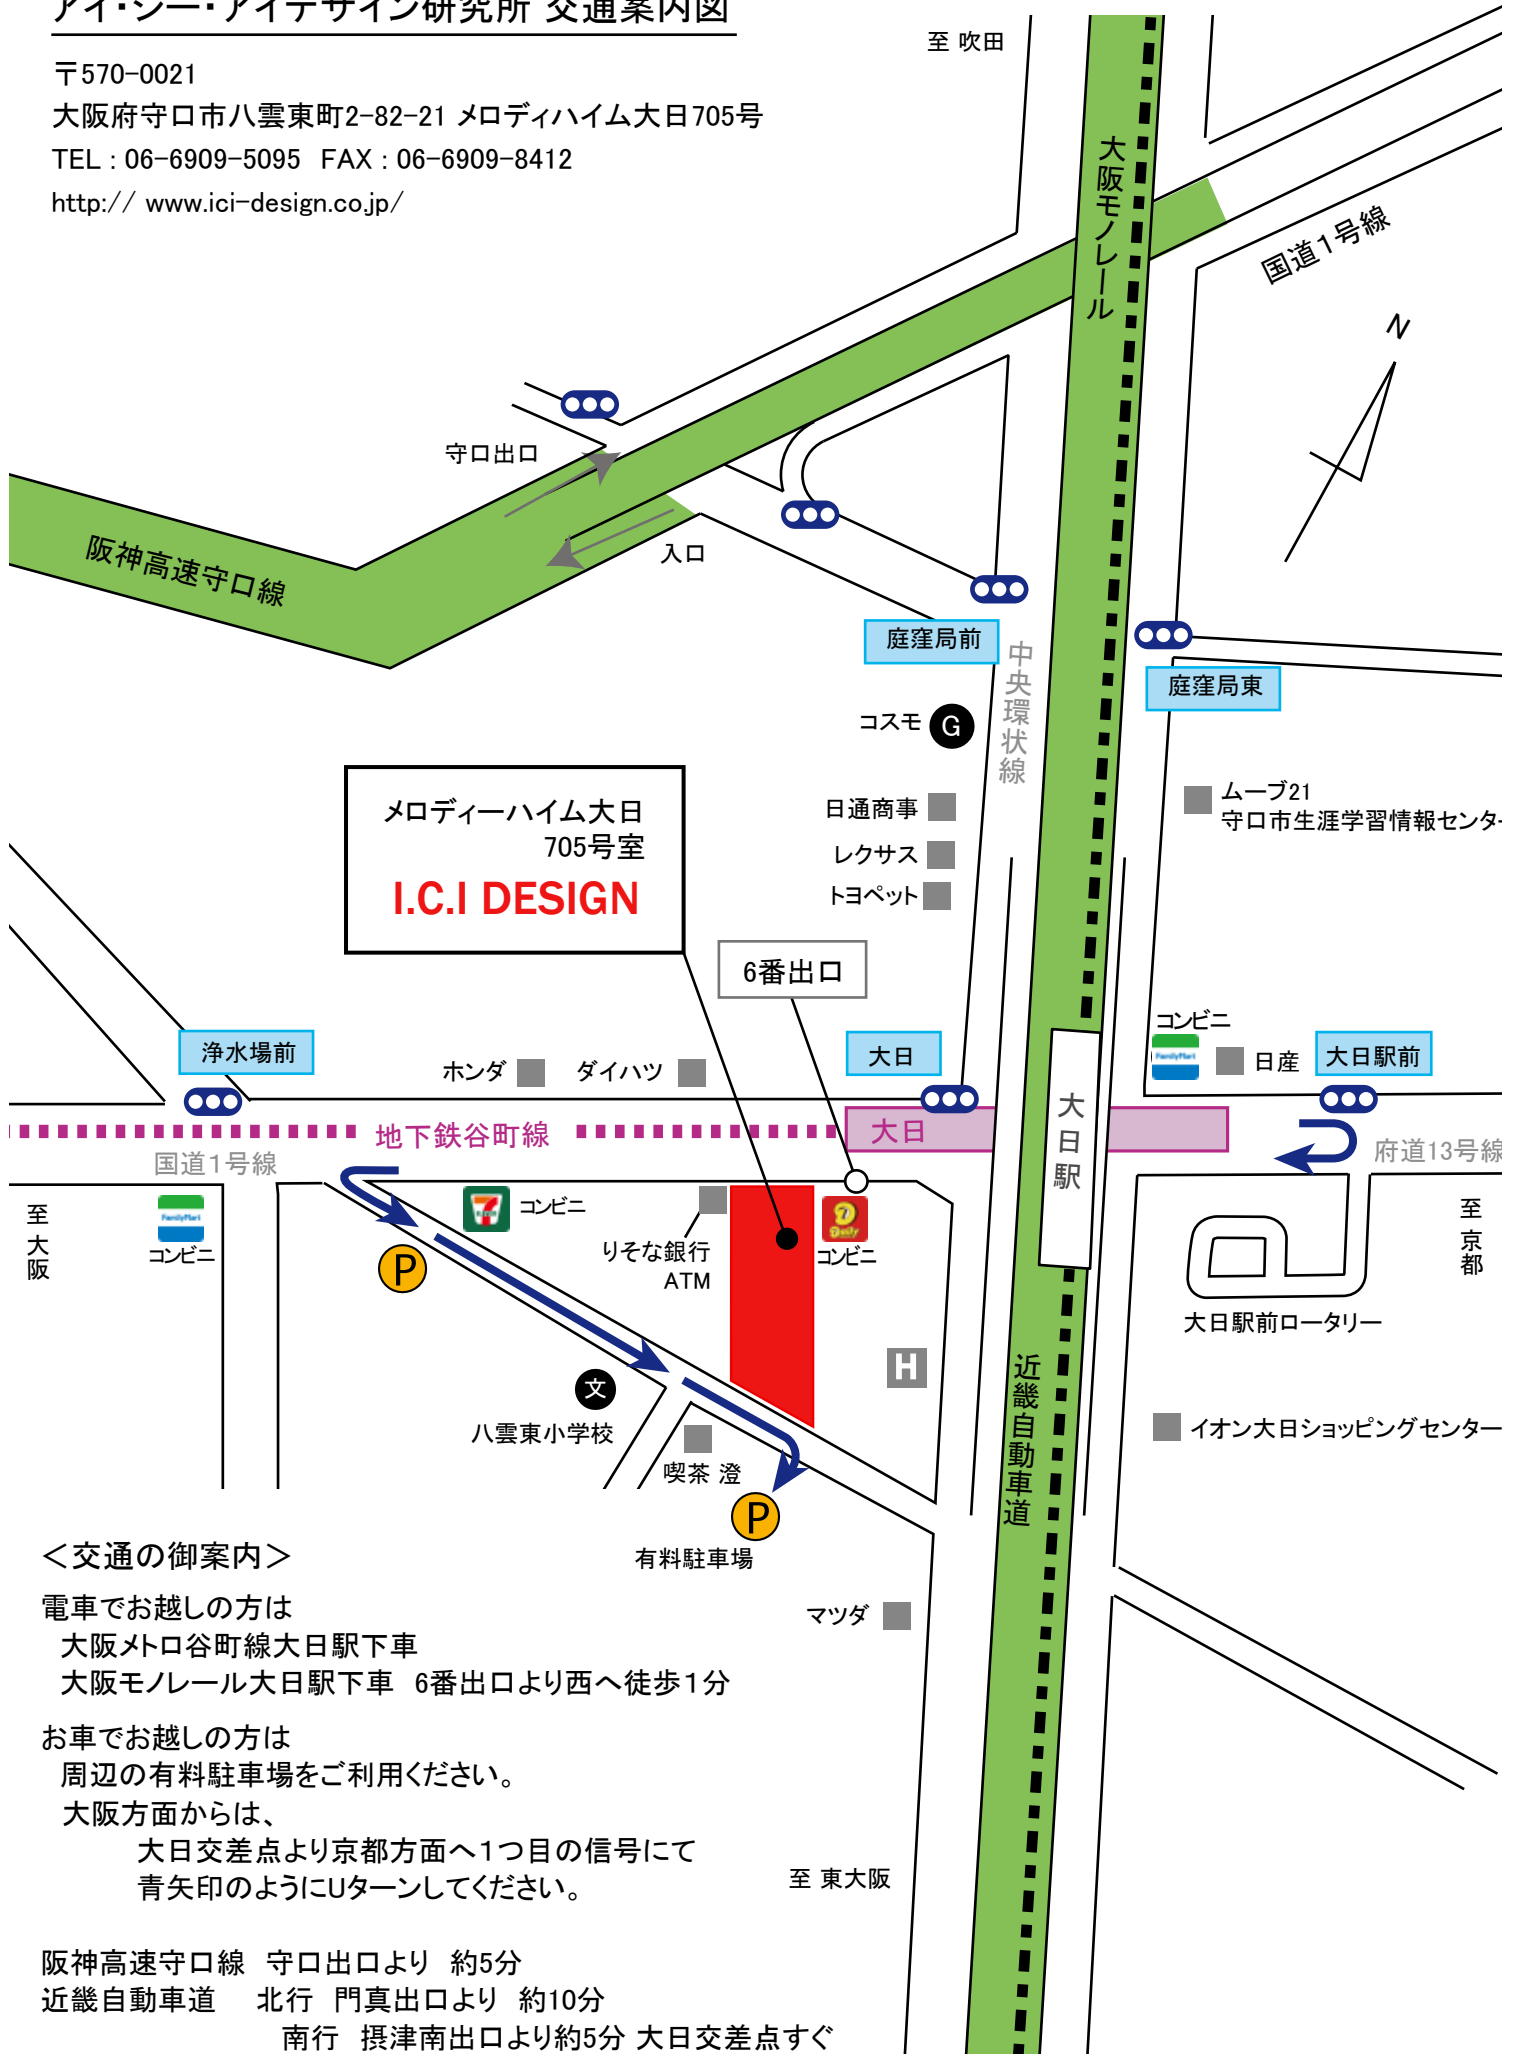 アイ・シー・アイデザイン研究所 交通案内図
〒570-0021
大阪府守口市八雲東町2-82-21 メロディハイム大日705号
TEL : 06-6909-5095 FAX : 06-6909-8412
http:// www.ici-design.co.jp/
至 吹田
大阪モノレール
国道1号線
N
守口出口
入口
阪神高速守口線
庭窪局前
中央環状線
庭窪局東
コスモ
G
日通商事
レクサス
トヨペット
ムーブ21
守口市生涯学習情報センター
メロディーハイム大日
705号室
I.C.I DESIGN
6番出口
浄水場前
ホンダ
ダイハツ
大日
コンビニ
FamilyMart
日産
大日駅前
地下鉄谷町線
大日
大日駅
国道1号線
府道13号線
至大阪
FamilyMart
コンビニ
コンビニ
りそな銀行
ATM
Daily
コンビニ
至京都
P
大日駅前ロータリー
H
近畿自動車道
文
八雲東小学校
喫茶 澄
イオン大日ショッピングセンター
P
有料駐車場
マツダ
至 東大阪
＜交通の御案内＞
電車でお越しの方は
大阪メトロ谷町線大日駅下車
大阪モノレール大日駅下車 6番出口より西へ徒歩1分
お車でお越しの方は
周辺の有料駐車場をご利用ください。
大阪方面からは、
大日交差点より京都方面へ1つ目の信号にて
青矢印のようにUターンしてください。
阪神高速守口線 守口出口より 約5分
近畿自動車道 北行 門真出口より 約10分
南行 摂津南出口より約5分 大日交差点すぐ